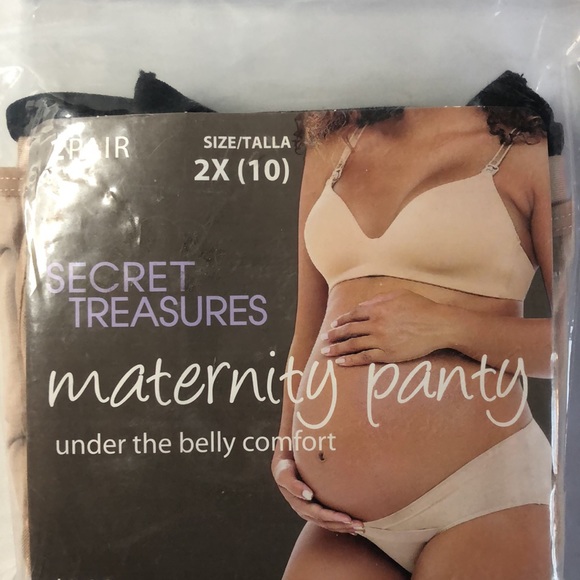 PAIR
SIZE/TALLA
2X (10)
SECRET
TREASURES
maternity panty
under the belly comfort